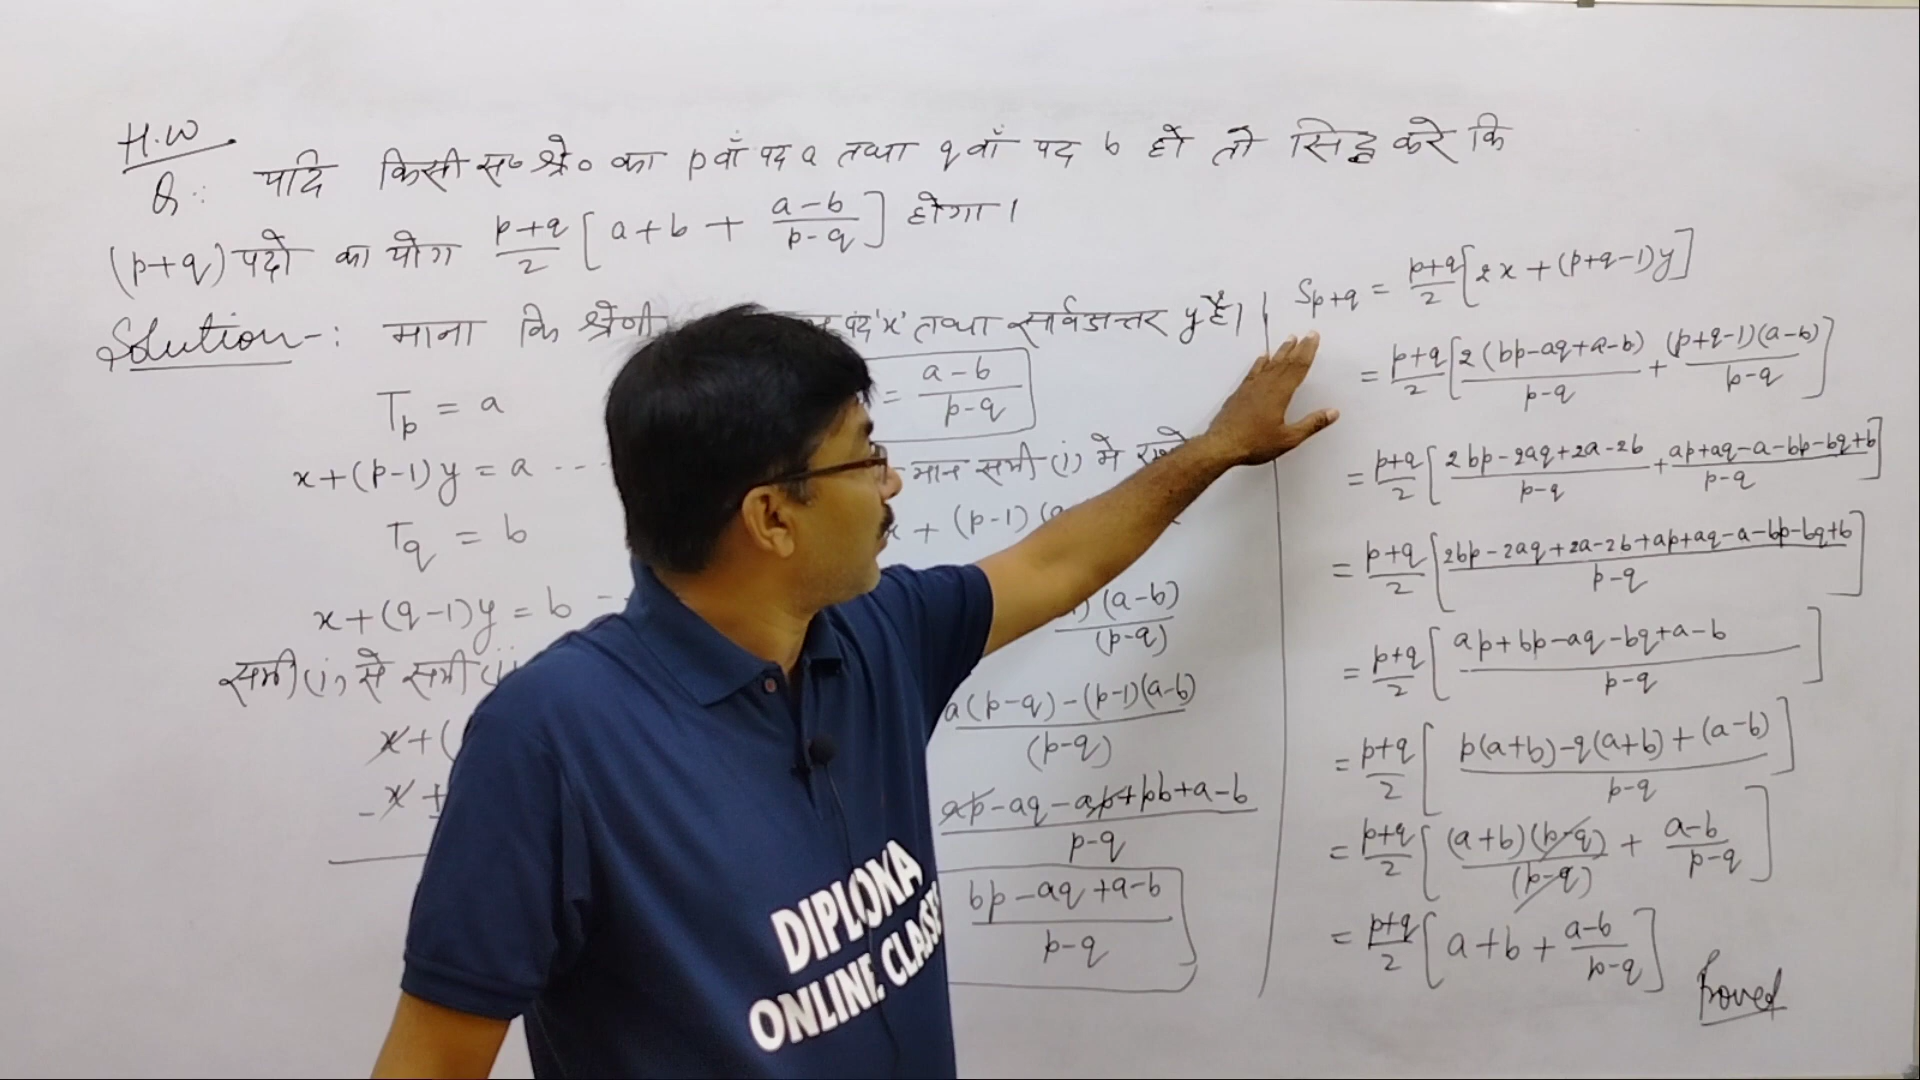 H.W
Q:: यदि किसी स० श्रे० का p वाँ पद a तथा q वाँ पद b हो तो सिद्ध करे कि
(p+q) पदो का योग p+q/2 [a+b + a-b/p-q] होगा।
Solution-: माना कि श्रेणी पद 'x' तथा सार्वअन्तर y है।
Tp = a
x+(p-1)y = a ---
Tq = b
x+(q-1)y = b --
समी (i) से समी (ii
x+(
-x+
= a-b/p-q
मान समी (i) मे रखने
x + (p-1)(a
)(a-b)/(p-q)
a(p-q)-(p-1)(a-b)/(p-q)
ap-aq-ap+pb+a-b/p-q
bp-aq+a-b/p-q
Sp+q = p+q/2 [2x+(p+q-1)y]
= p+q/2 [2(bp-aq+a-b)/p-q + (p+q-1)(a-b)/p-q]
= p+q/2 [2bp-2aq+2a-2b/p-q + ap+aq-a-bp-bq+b/p-q]
= p+q/2 [2bp-2aq+2a-2b+ap+aq-a-bp-bq+b/p-q]
= p+q/2 [ap+bp-aq-bq+a-b/p-q]
= p+q/2 [p(a+b)-q(a+b)+(a-b)/p-q]
= p+q/2 [(a+b)(p-q)/(p-q) + a-b/p-q]
= p+q/2 [a+b+a-b/p-q]
Proved
DIPLOMA
ONLINE CLASS